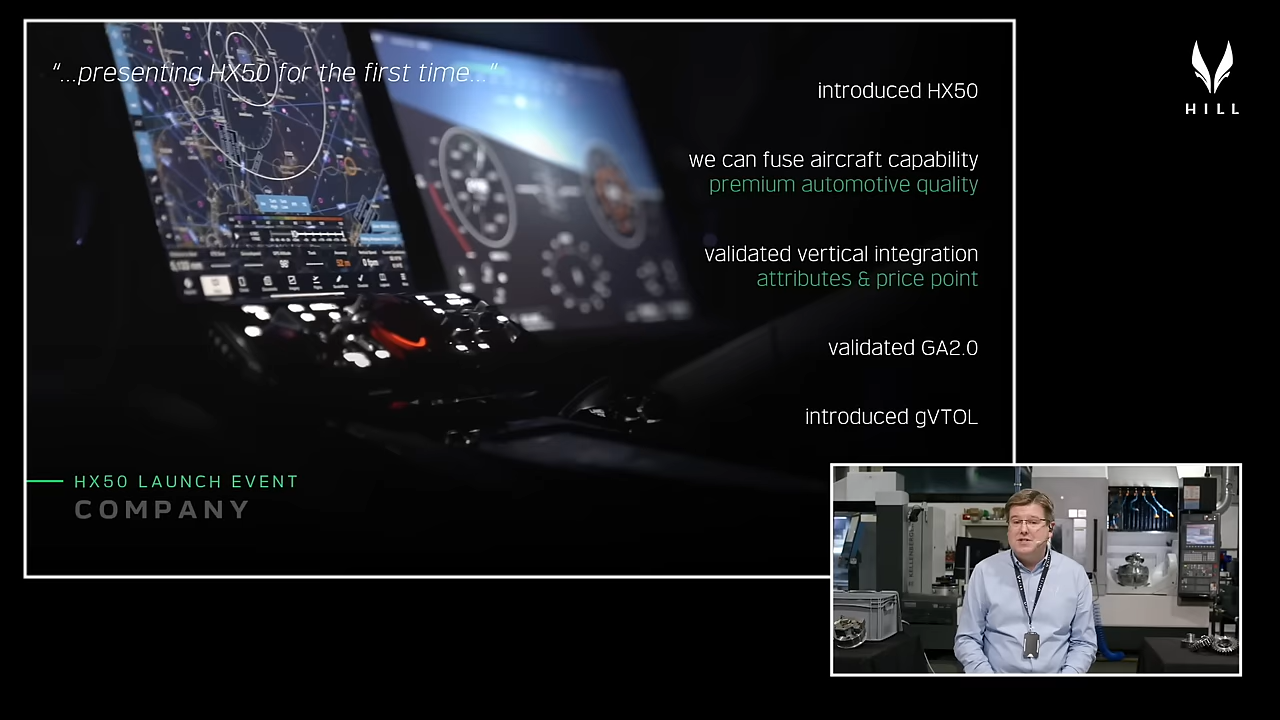 "...presenting HX50 for the first time..."
introduced HX50
we can fuse aircraft capability
premium automotive quality
validated vertical integration
attributes & price point
validated GA2.0
introduced gVTOL
HX50 LAUNCH EVENT
COMPANY
HILL
KELLENBERGER